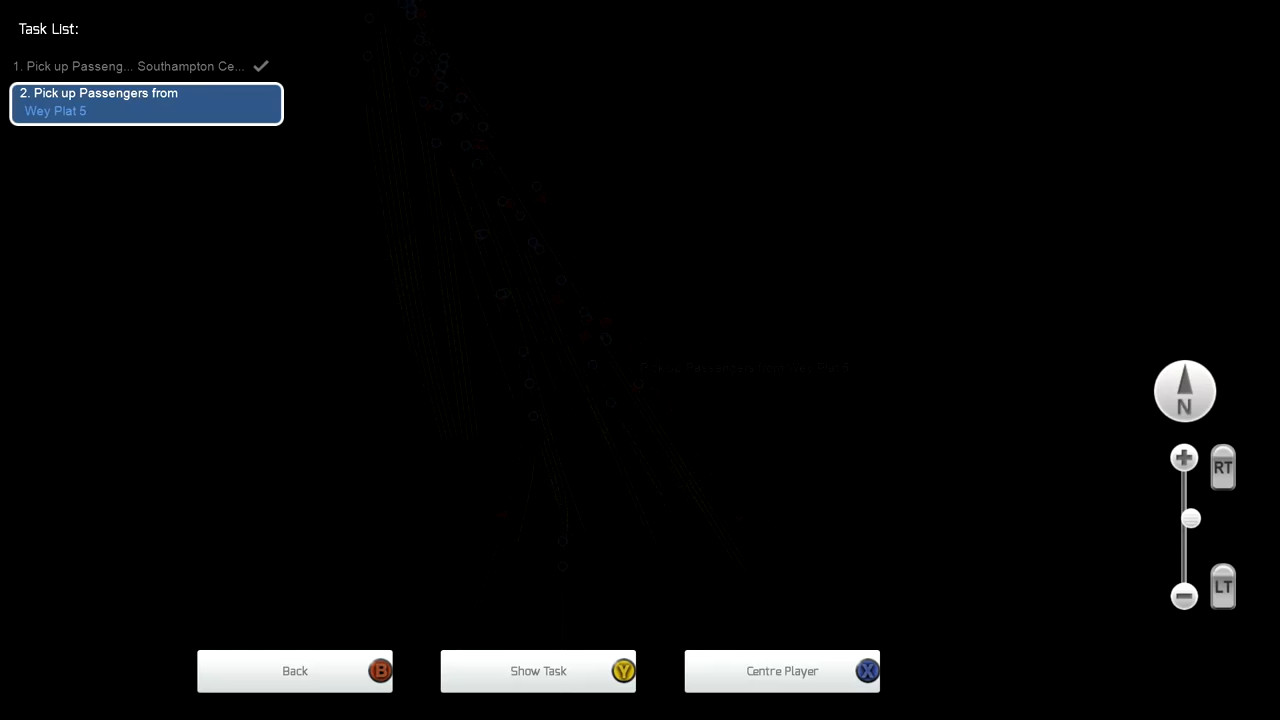 Task List:
1. Pick up Passeng... Southampton Ce...
2. Pick up Passengers from
Wey Plat 5
N
RT
LT
Back B
Show Task Y
Centre Player X